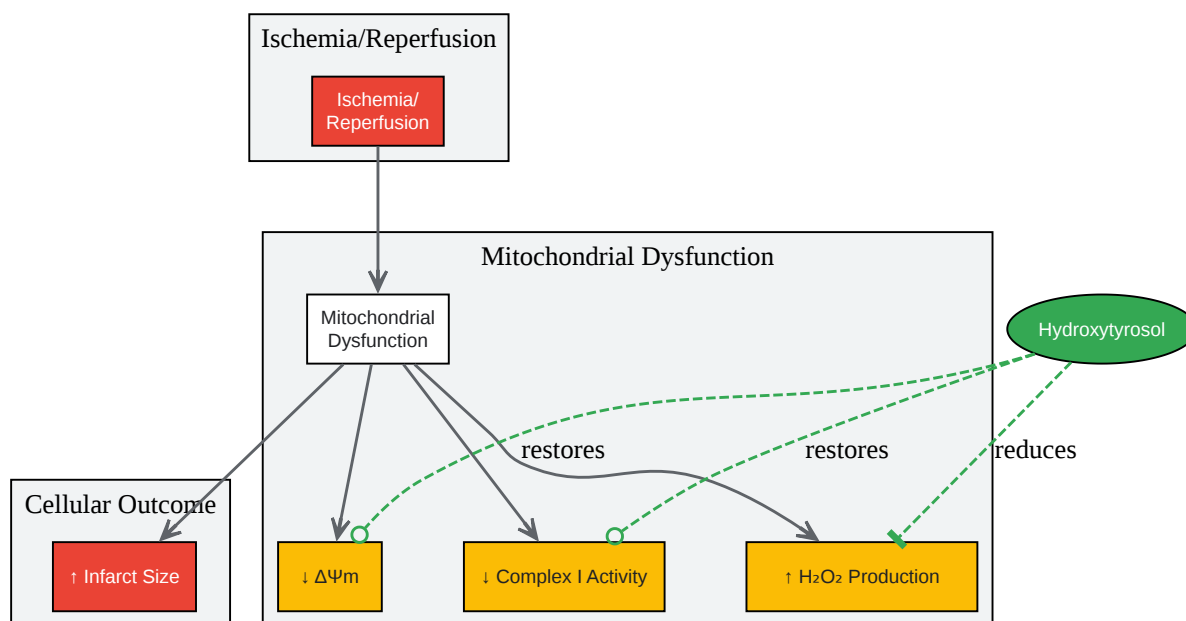 Ischemia/Reperfusion
Ischemia/
Reperfusion
Mitochondrial Dysfunction
Mitochondrial
Dysfunction
Hydroxytyrosol
restores
restores
reduces
Cellular Outcome
↑ Infarct Size
↓ ΔΨm
↓ Complex I Activity
↑ H₂O₂ Production